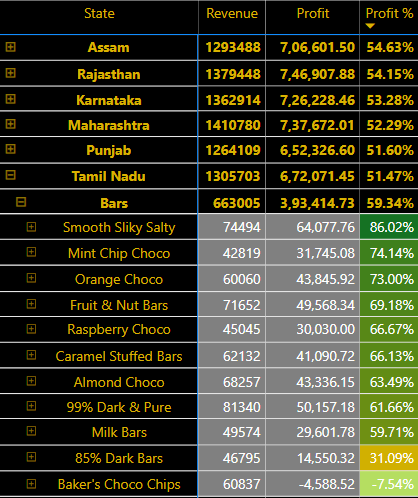 State Revenue Profit Profit %
Assam 1293488 7,06,601.50 54.63%
Rajasthan 1379448 7,46,907.88 54.15%
Karnataka 1362914 7,26,228.46 53.28%
Maharashtra 1410780 7,37,672.01 52.29%
Punjab 1264109 6,52,326.60 51.60%
Tamil Nadu 1305703 6,72,071.45 51.47%
Bars 663005 3,93,414.73 59.34%
Smooth Sliky Salty 74494 64,077.76 86.02%
Mint Chip Choco 42819 31,745.08 74.14%
Orange Choco 60060 43,845.92 73.00%
Fruit & Nut Bars 71652 49,568.34 69.18%
Raspberry Choco 45045 30,030.00 66.67%
Caramel Stuffed Bars 62132 41,090.72 66.13%
Almond Choco 68257 43,336.15 63.49%
99% Dark & Pure 81340 50,157.18 61.66%
Milk Bars 49574 29,601.78 59.71%
85% Dark Bars 46795 14,550.32 31.09%
Baker's Choco Chips 60837 -4,588.52 -7.54%